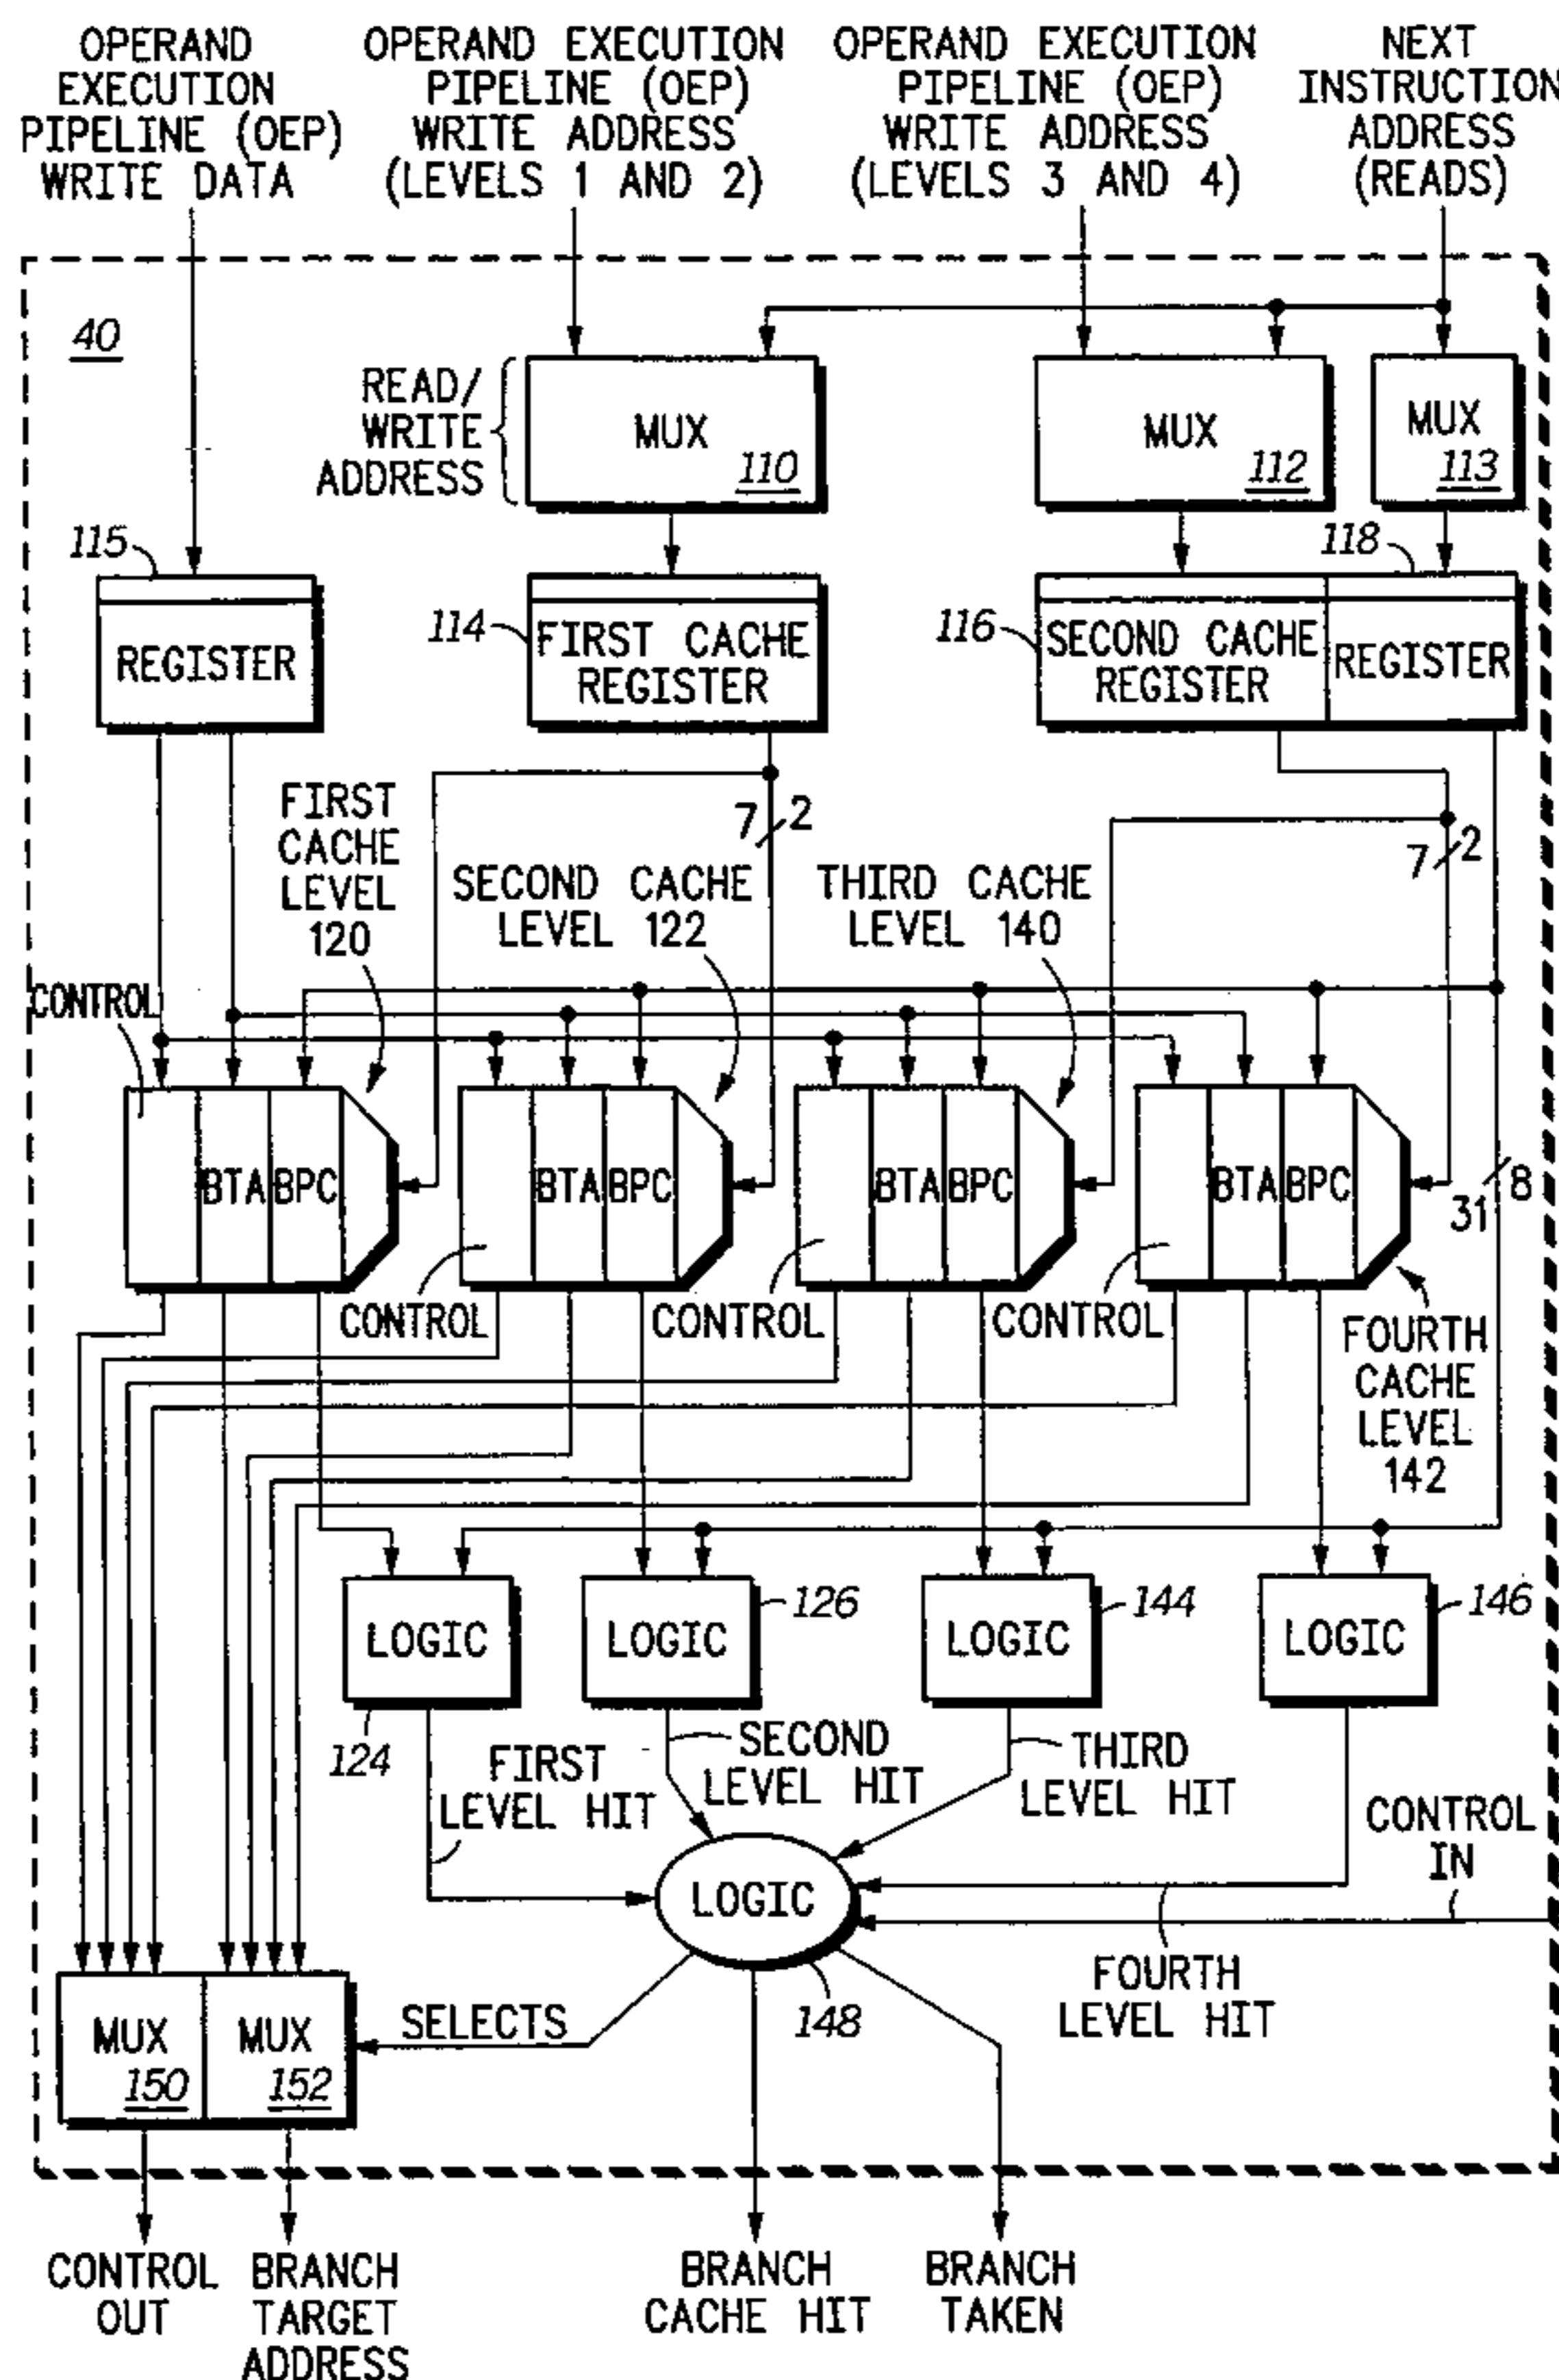 OPERAND
EXECUTION
PIPELINE (OEP)
WRITE DATA
OPERAND EXECUTION
PIPELINE (OEP)
WRITE ADDRESS
(LEVELS 1 AND 2)
OPERAND EXECUTION
PIPELINE (OEP)
WRITE ADDRESS
(LEVELS 3 AND 4)
NEXT
INSTRUCTION
ADDRESS
(READS)
40
READ/
WRITE
ADDRESS
MUX
110
MUX
112
MUX
113
115
REGISTER
114
FIRST CACHE
REGISTER
116
SECOND CACHE
REGISTER
118
REGISTER
7 2
7 2
FIRST
CACHE
LEVEL
120
SECOND CACHE
LEVEL 122
THIRD CACHE
LEVEL 140
CONTROL
BTA BPC
BTA BPC
BTA BPC
BTA BPC
31 8
CONTROL
CONTROL
CONTROL
FOURTH
CACHE
LEVEL
142
LOGIC
124
LOGIC
126
LOGIC
144
LOGIC
146
FIRST
LEVEL HIT
SECOND
LEVEL HIT
THIRD
LEVEL HIT
CONTROL
IN
LOGIC
148
FOURTH
LEVEL HIT
SELECTS
MUX
150
MUX
152
CONTROL
OUT
BRANCH
TARGET
ADDRESS
BRANCH
CACHE HIT
BRANCH
TAKEN